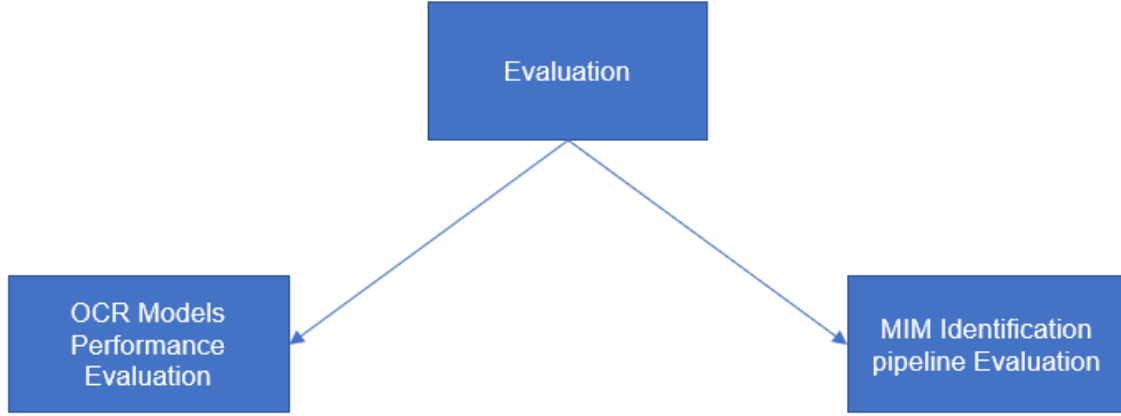 Evaluation
OCR Models
Performance
Evaluation
MIM Identification
pipeline Evaluation